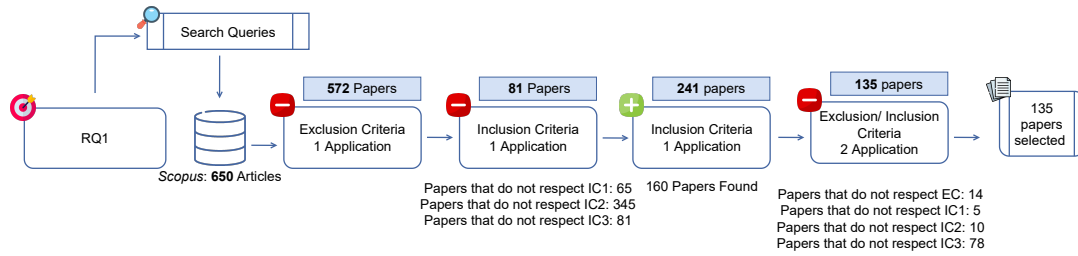 Search Queries
RQ1
Scopus: 650 Articles
572 Papers
Exclusion Criteria
1 Application
81 Papers
Inclusion Criteria
1 Application
Papers that do not respect IC1: 65
Papers that do not respect IC2: 345
Papers that do not respect IC3: 81
241 papers
Inclusion Criteria
1 Application
160 Papers Found
135 papers
Exclusion/ Inclusion
Criteria
2 Application
Papers that do not respect EC: 14
Papers that do not respect IC1: 5
Papers that do not respect IC2: 10
Papers that do not respect IC3: 78
135
papers
selected